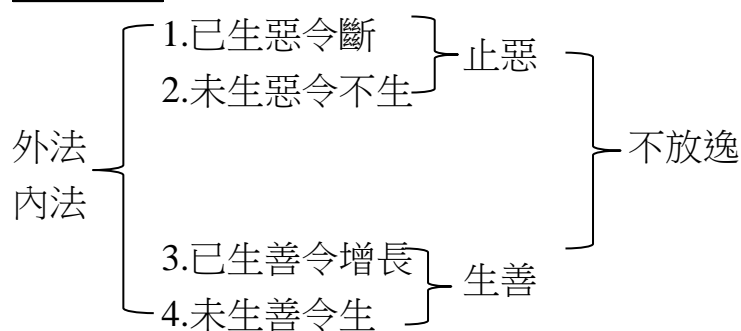 1.已生惡令斷
止惡
2.未生惡令不生
外法
不放逸
內法
3.已生善令增長
生善
4.未生善令生